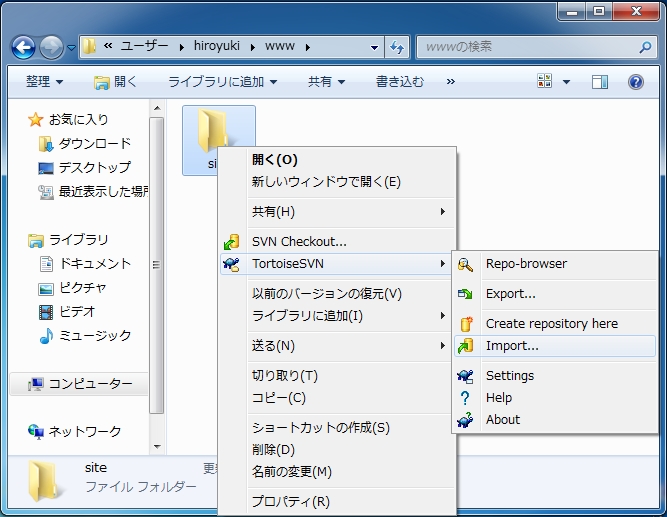 « ユーザー ▸ hiroyuki ▸ www ▸
wwwの検索
整理 開く ライブラリに追加 共有 書き込む »
お気に入り
ダウンロード
デスクトップ
最近表示した場所
ライブラリ
ドキュメント
ピクチャ
ビデオ
ミュージック
コンピューター
ネットワーク
開く(O)
新しいウィンドウで開く(E)
共有(H)
SVN Checkout...
TortoiseSVN
以前のバージョンの復元(V)
ライブラリに追加(I)
送る(N)
切り取り(T)
コピー(C)
ショートカットの作成(S)
削除(D)
名前の変更(M)
プロパティ(R)
Repo-browser
Export...
Create repository here
Import...
Settings
Help
About
site
ファイル フォルダー